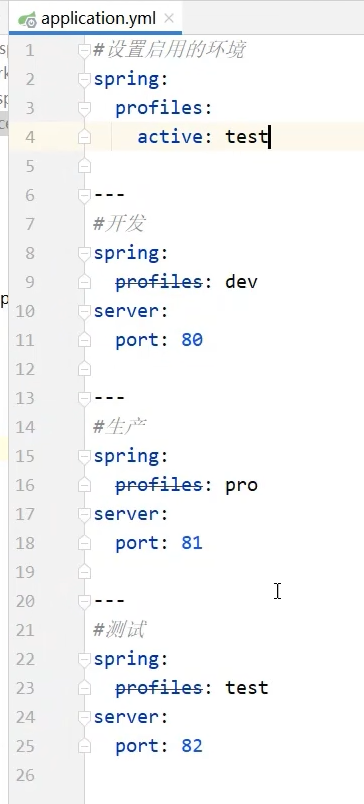 application.yml
1 #设置启用的环境
2 spring:
3   profiles:
4     active: test
5
6 ---
7 #开发
8 spring:
9   profiles: dev
10 server:
11   port: 80
12
13 ---
14 #生产
15 spring:
16   profiles: pro
17 server:
18   port: 81
19
20 ---
21 #测试
22 spring:
23   profiles: test
24 server:
25   port: 82
26